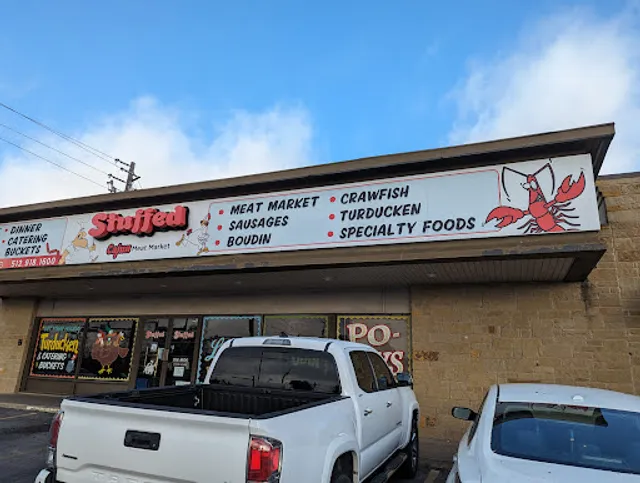 • DINNER
• CATERING
BUCKETS
512.918.1600
Stuffed
Cajun Meat Market
• MEAT MARKET
• SAUSAGES
• BOUDIN
• CRAWFISH
• TURDUCKEN
• SPECIALTY FOODS
Turducken
& CATERING
BUCKETS
PO-